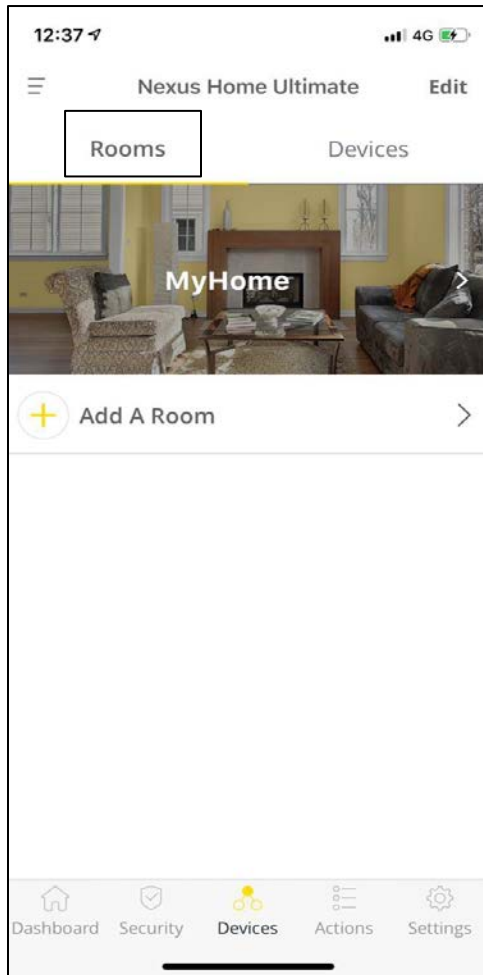 12:37 4G
Nexus Home Ultimate Edit
Rooms Devices
MyHome
Add A Room
Dashboard Security Devices Actions Settings